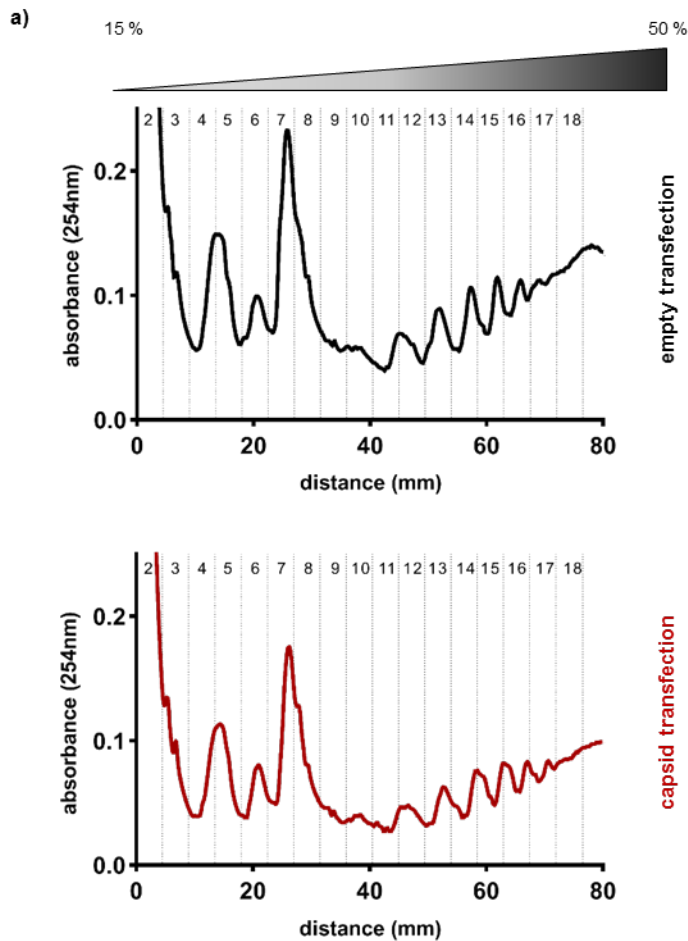 a)
15 %
50 %
2 3 4 5 6 7 8 9 10 11 12 13 14 15 16 17 18
0.2
0.1
0.0
absorbance (254nm)
0 20 40 60 80
distance (mm)
empty transfection
2 3 4 5 6 7 8 9 10 11 12 13 14 15 16 17 18
0.2
0.1
0.0
absorbance (254nm)
0 20 40 60 80
distance (mm)
capsid transfection